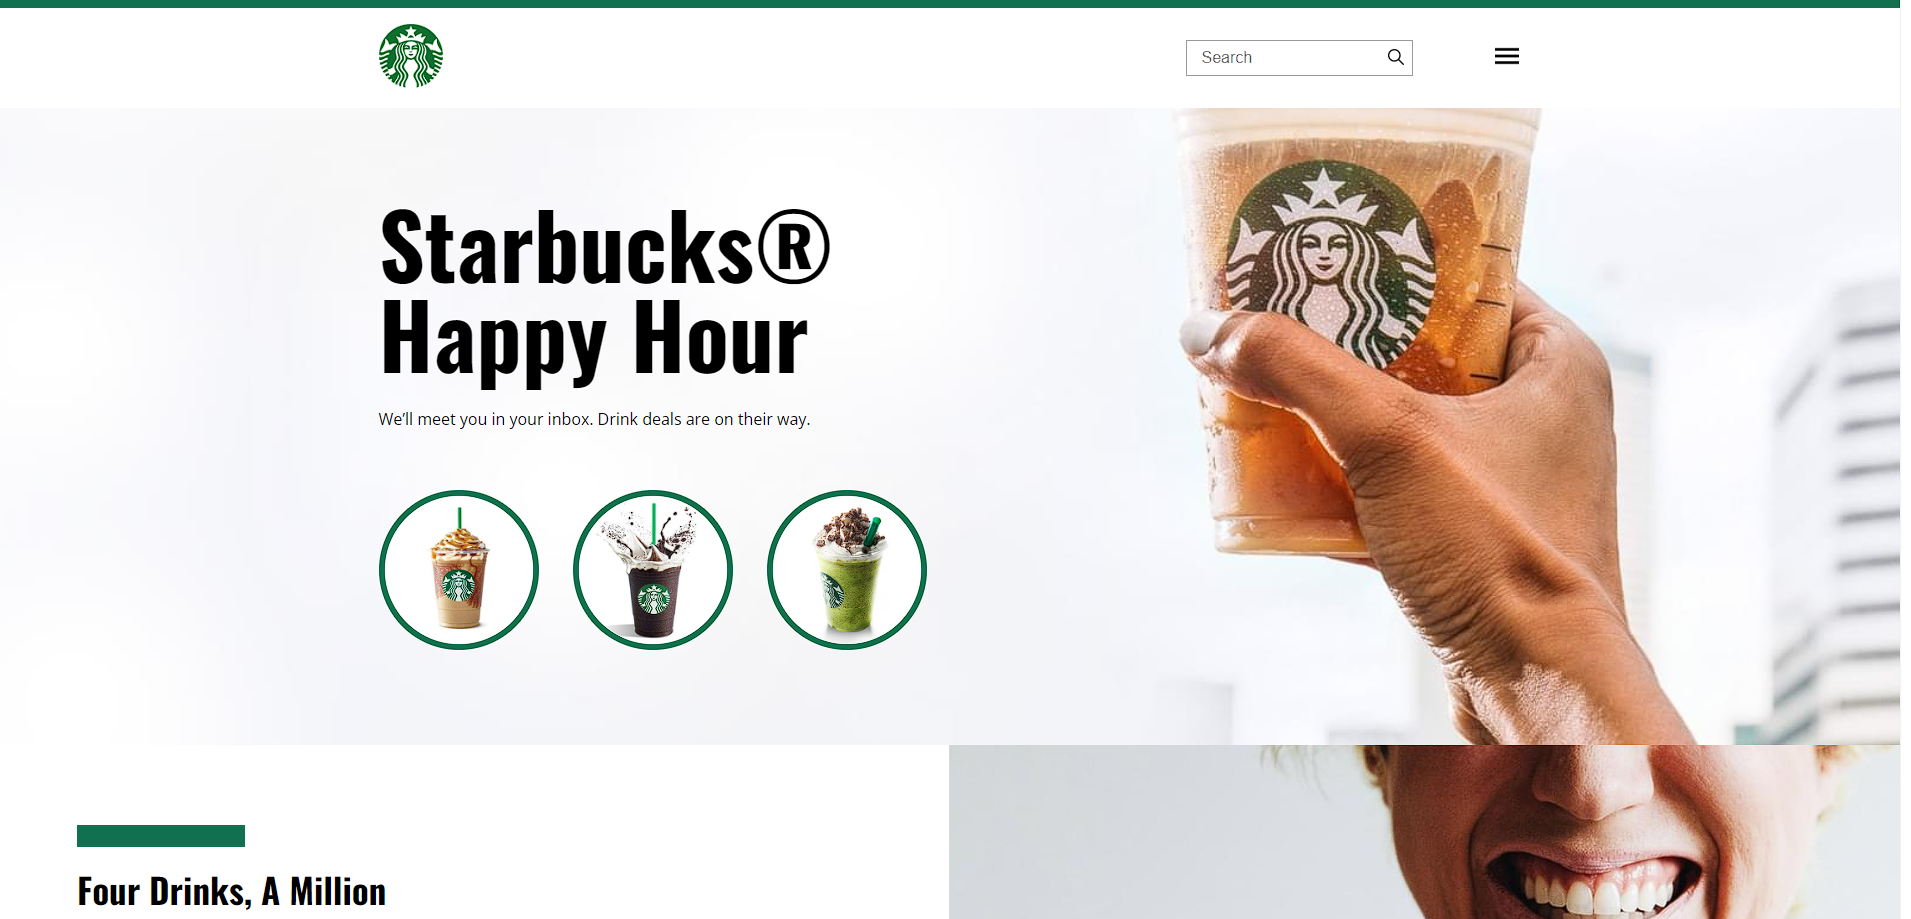 Search
Starbucks®
Happy Hour
We’ll meet you in your inbox. Drink deals are on their way.
Four Drinks, A Million